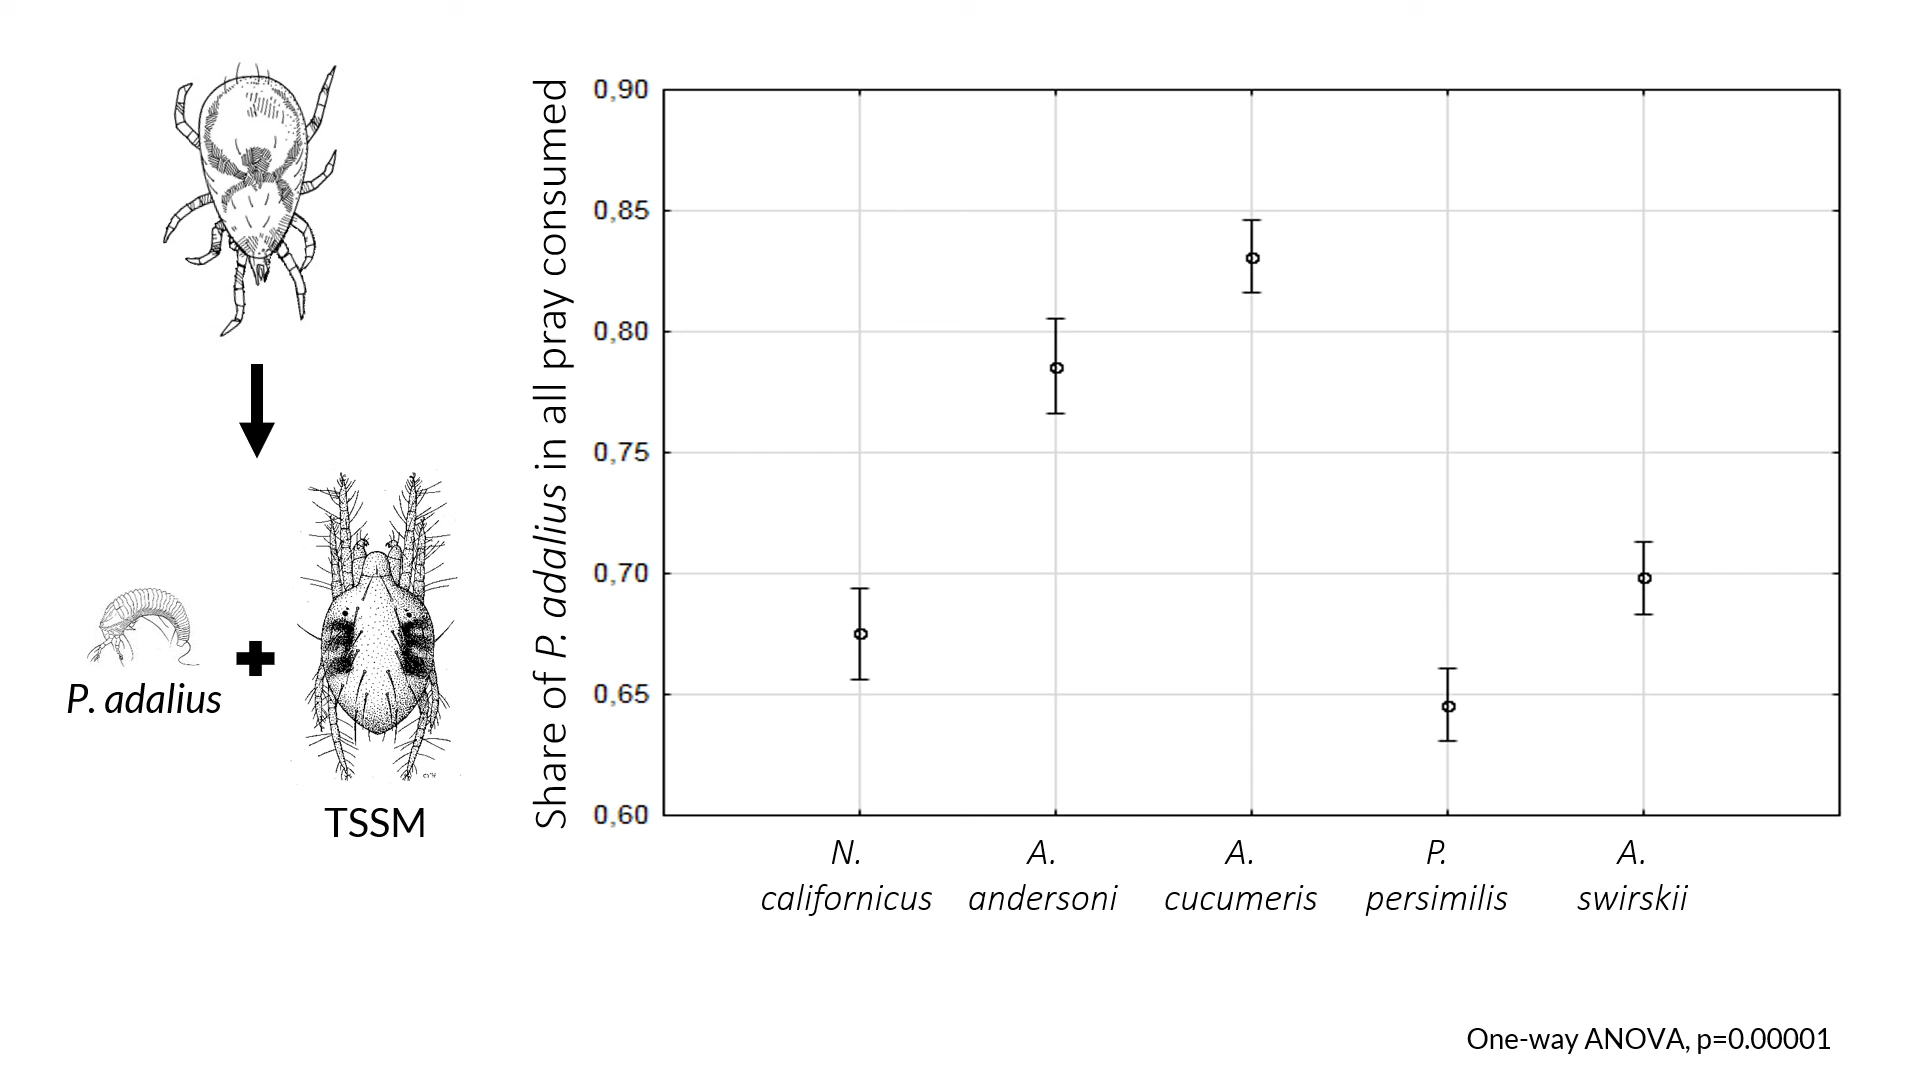 Share of P. adalius in all pray consumed
0,90
0,85
0,80
0,75
0,70
0,65
0,60
N. californicus
A. andersoni
A. cucumeris
P. persimilis
A. swirskii
P. adalius
TSSM
One-way ANOVA, p=0.00001